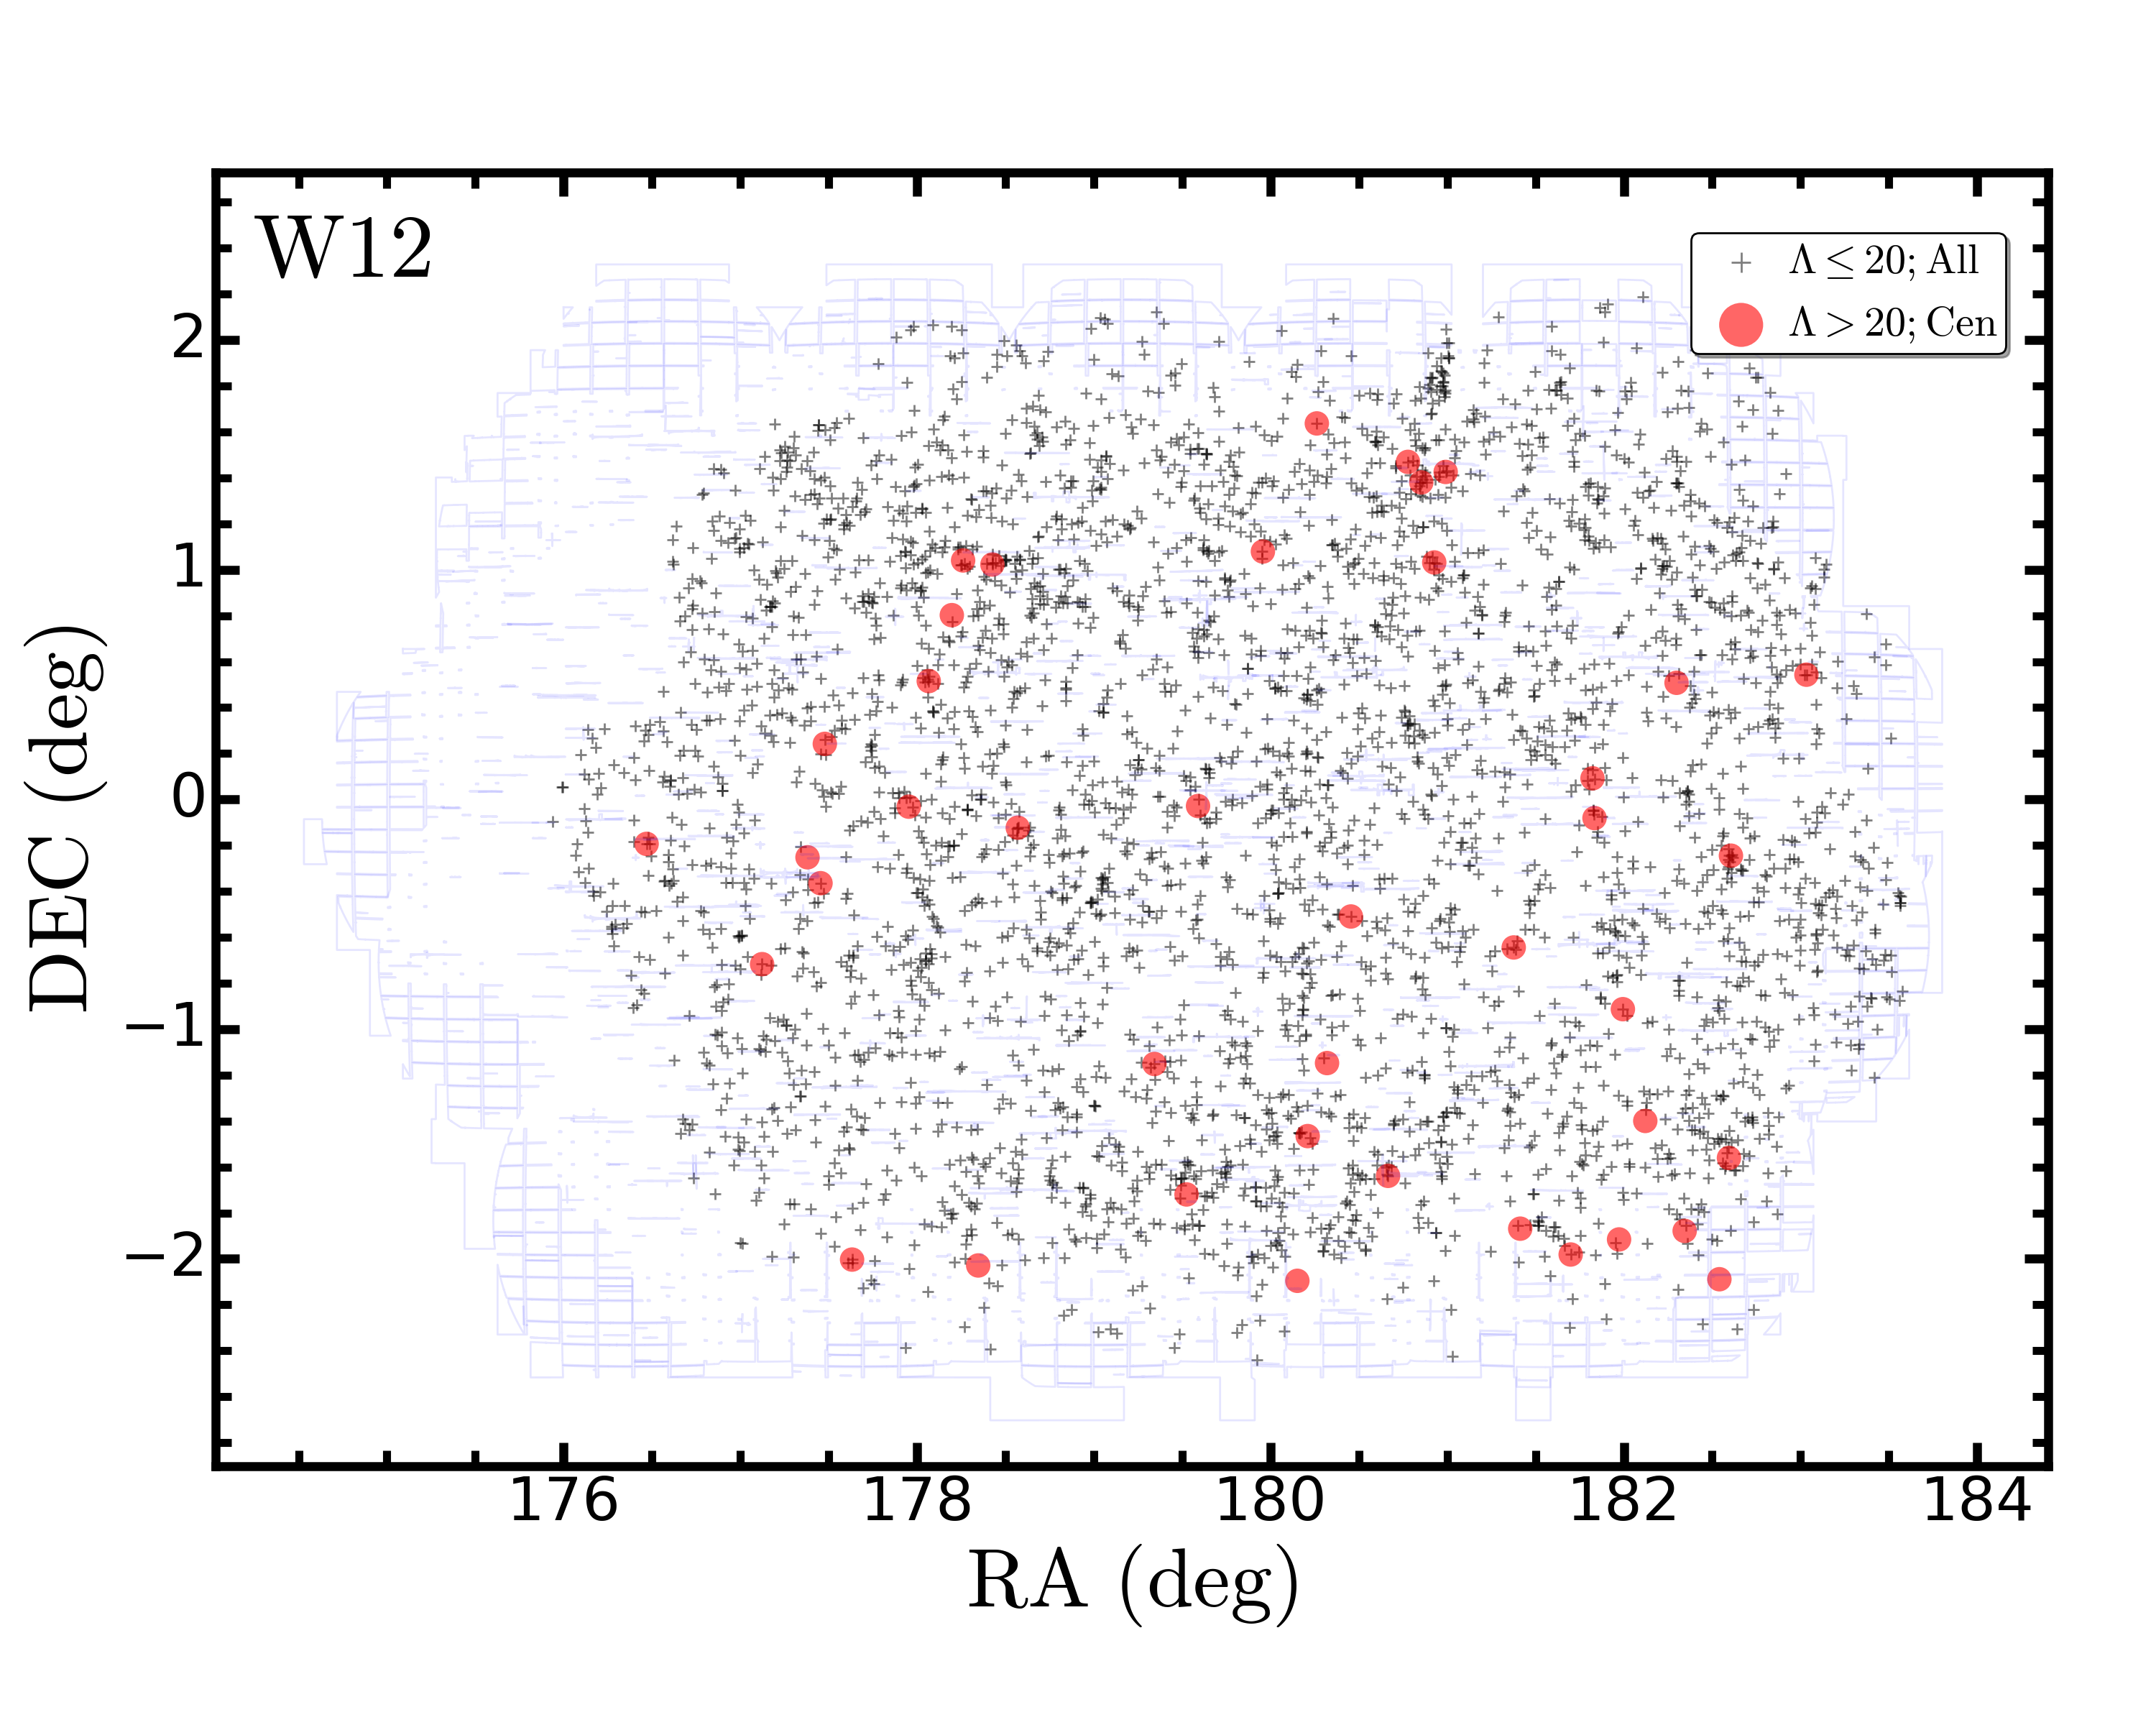 W12
Λ ≤ 20; All
Λ > 20; Cen
2
1
0
−1
−2
DEC (deg)
176 178 180 182 184
RA (deg)